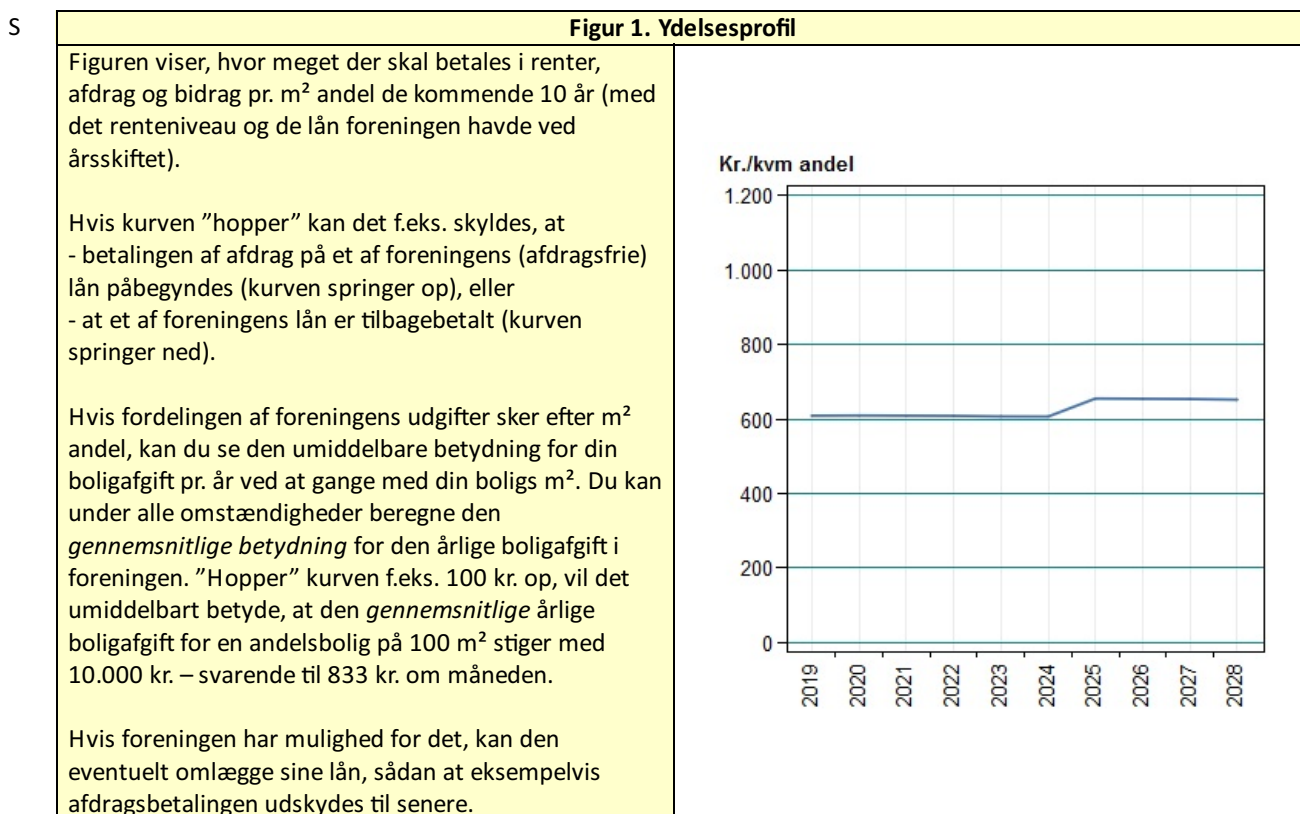 S
Figur 1. Ydelsesprofil
Figuren viser, hvor meget der skal betales i renter,
afdrag og bidrag pr. m² andel de kommende 10 år (med
det renteniveau og de lån foreningen havde ved
årsskiftet).
Hvis kurven ”hopper” kan det f.eks. skyldes, at
- betalingen af afdrag på et af foreningens (afdragsfrie)
lån påbegyndes (kurven springer op), eller
- at et af foreningens lån er tilbagebetalt (kurven
springer ned).
Hvis fordelingen af foreningens udgifter sker efter m²
andel, kan du se den umiddelbare betydning for din
boligafgift pr. år ved at gange med din boligs m². Du kan
under alle omstændigheder beregne den
gennemsnitlige betydning for den årlige boligafgift i
foreningen. ”Hopper” kurven f.eks. 100 kr. op, vil det
umiddelbart betyde, at den gennemsnitlige årlige
boligafgift for en andelsbolig på 100 m² stiger med
10.000 kr. – svarende til 833 kr. om måneden.
Hvis foreningen har mulighed for det, kan den
eventuelt omlægge sine lån, sådan at eksempelvis
afdragsbetalingen udskydes til senere.
Kr./kvm andel
1.200
1.000
800
600
400
200
0
2019
2020
2021
2022
2023
2024
2025
2026
2027
2028